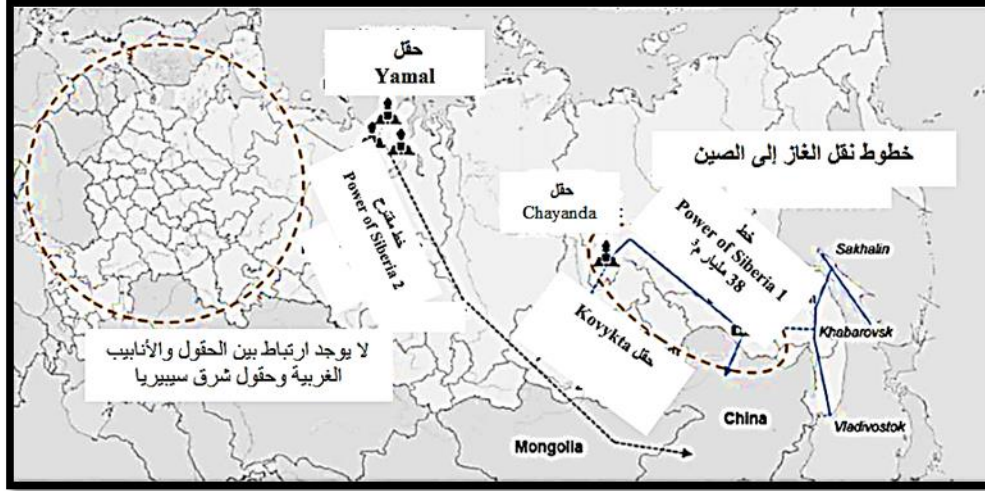 حقل
Yamal
خطوط نقل الغاز إلى الصين
حقل
Chayanda
خط مقترح
Power of Siberia 2
خط
Power of Siberia 1
38 مليار م3
Sakhalin
Khabarovsk
حقل Kovykta
لا يوجد ارتباط بين الحقول والأنابيب
الغربية وحقول شرق سيبيريا
China
Vladivostok
Mongolia